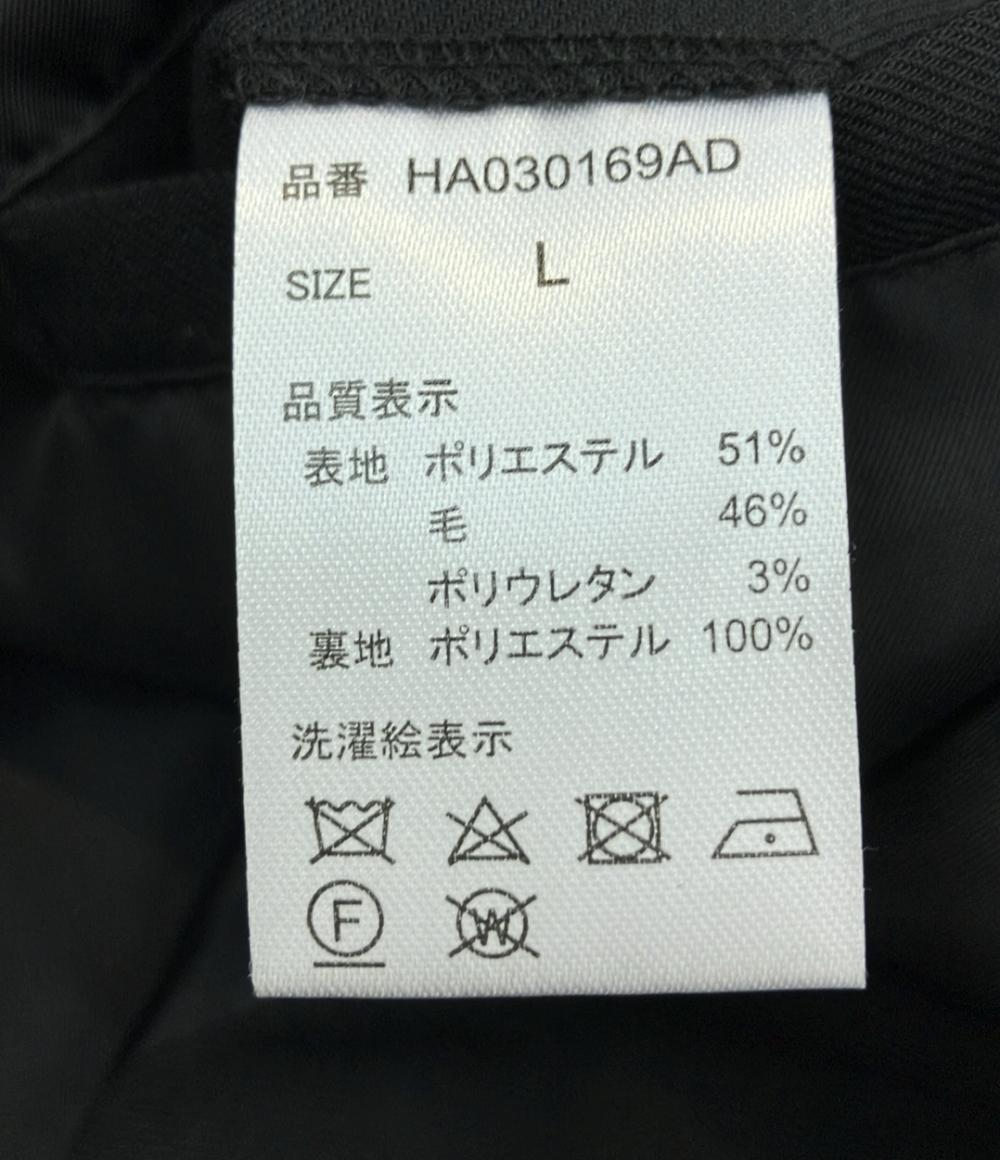 品番 HA030169AD
SIZE L
品質表示
表地 ポリエステル 51%
毛 46%
ポリウレタン 3%
裏地 ポリエステル 100%
洗濯絵表示
F W